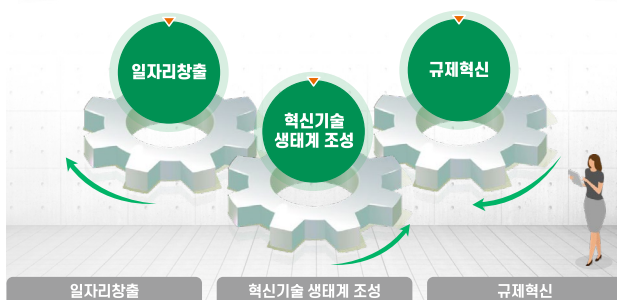 일자리창출
혁신기술
생태계 조성
규제혁신
일자리창출
혁신기술 생태계 조성
규제혁신